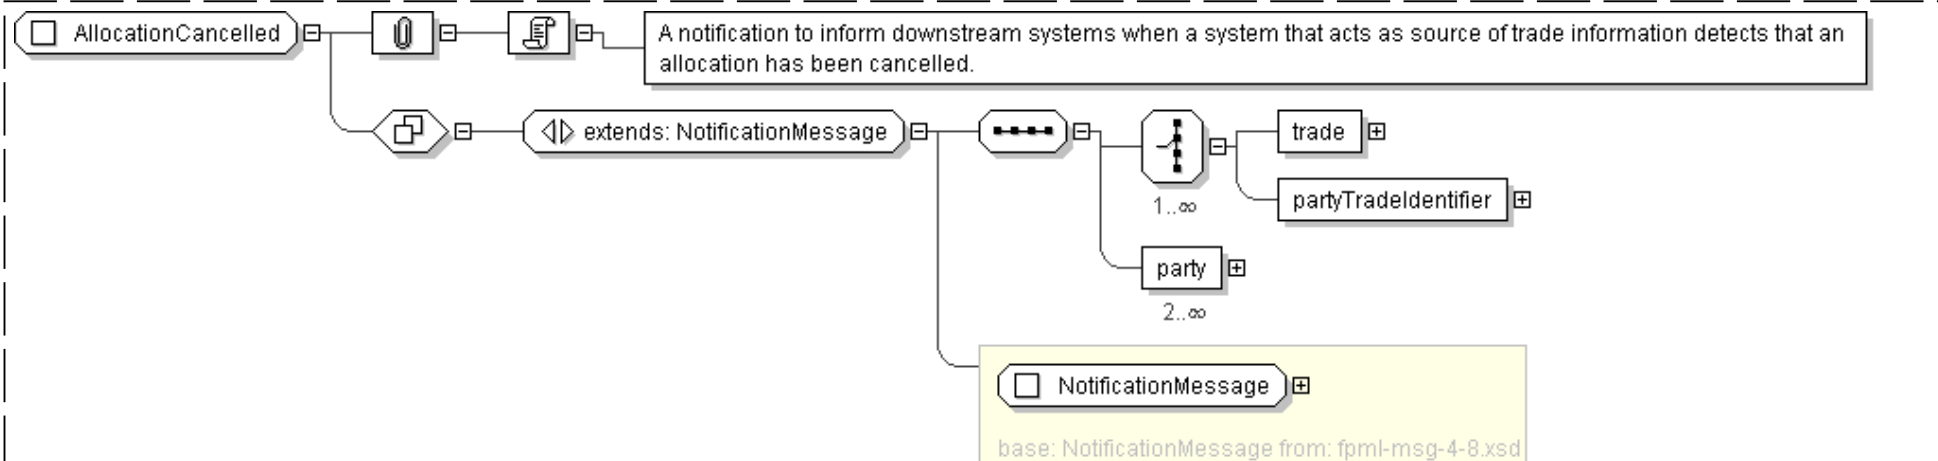 AllocationCancelled
A notification to inform downstream systems when a system that acts as source of trade information detects that an
allocation has been cancelled.
extends: NotificationMessage
trade
1..∞
partyTradeIdentifier
party
2..∞
NotificationMessage
base: NotificationMessage from: fpml-msg-4-8.xsd